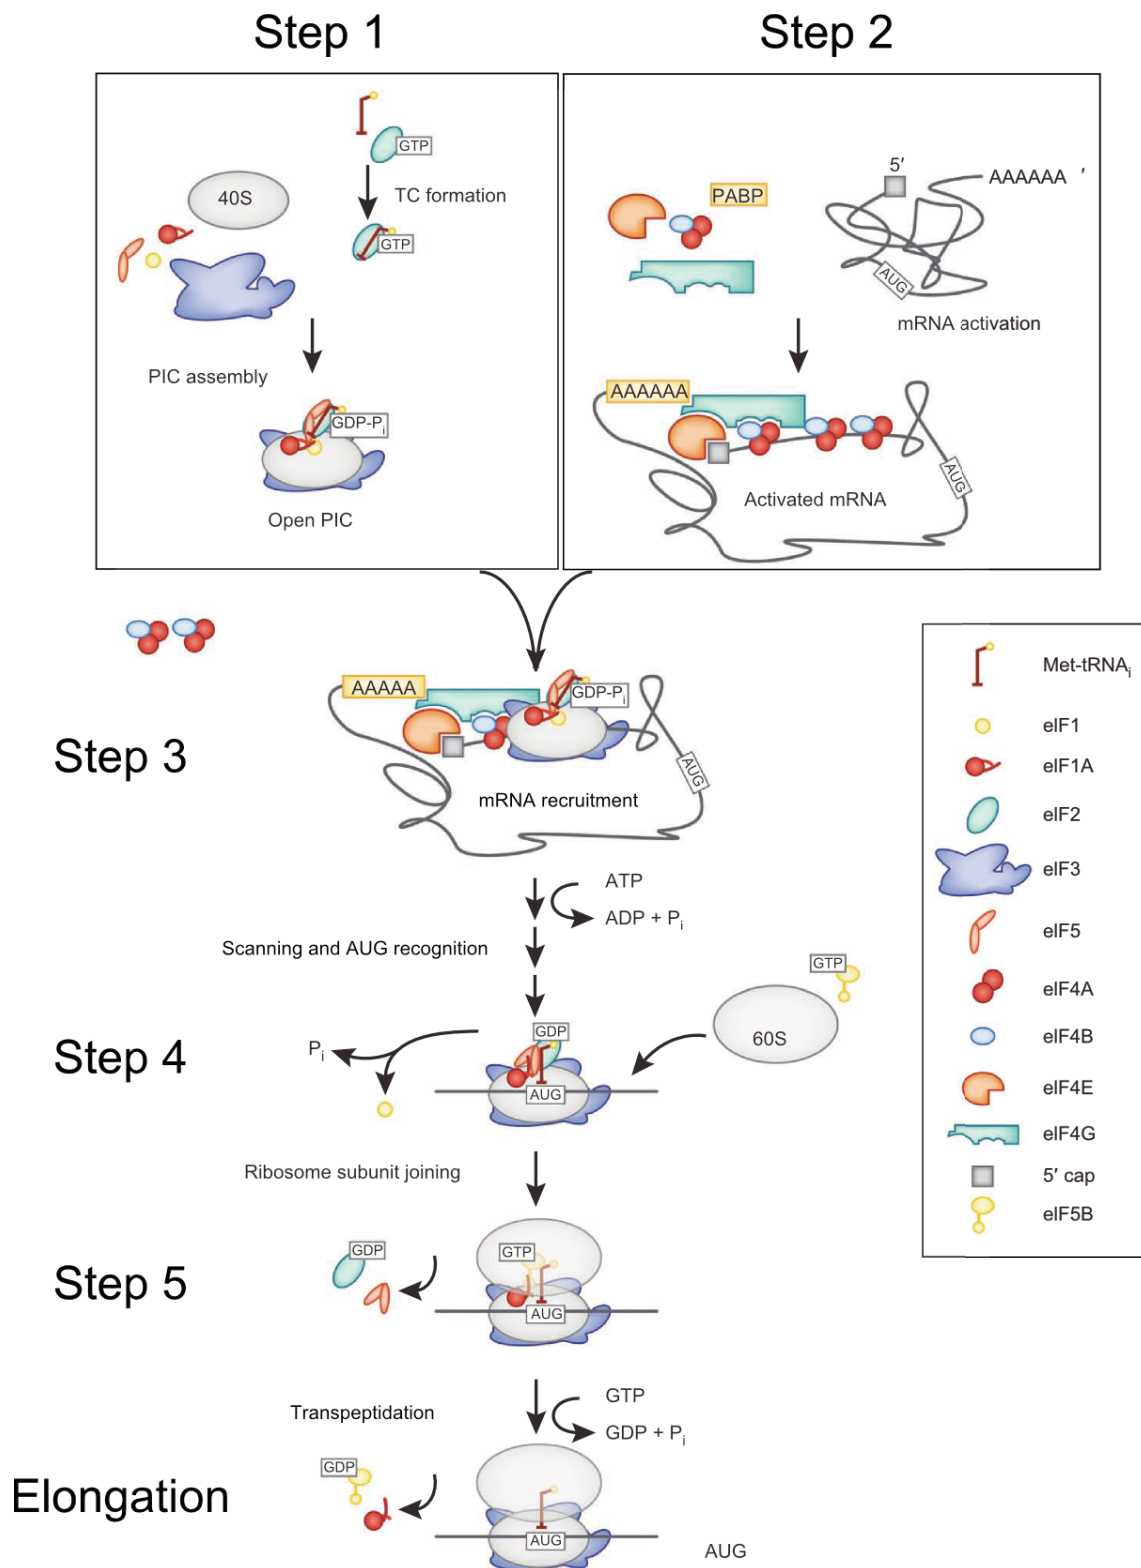 Step 1
Step 2
GTP
TC formation
40S
GTP
PIC assembly
GDP-Pi
Open PIC
PABP
5′
AAAAAA ′
AUG
mRNA activation
AAAAAA
AUG
Activated mRNA
Step 3
AAAAA
GDP-Pi
AUG
mRNA recruitment
ATP
ADP + Pi
Scanning and AUG recognition
Step 4
Pi
GDP
AUG
GTP
60S
Ribosome subunit joining
Step 5
GDP
GTP
AUG
Transpeptidation
GTP
GDP + Pi
Elongation
GDP
AUG
AUG
Met-tRNAi
eIF1
eIF1A
eIF2
eIF3
eIF5
eIF4A
eIF4B
eIF4E
eIF4G
5′ cap
eIF5B